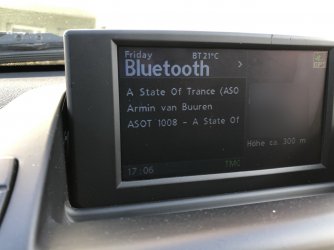 Friday BT 21°C
Bluetooth >
A State Of Trance (ASO
Armin van Buuren
ASOT 1008 - A State Of
Höhe ca. 300 m
17:06 TMC